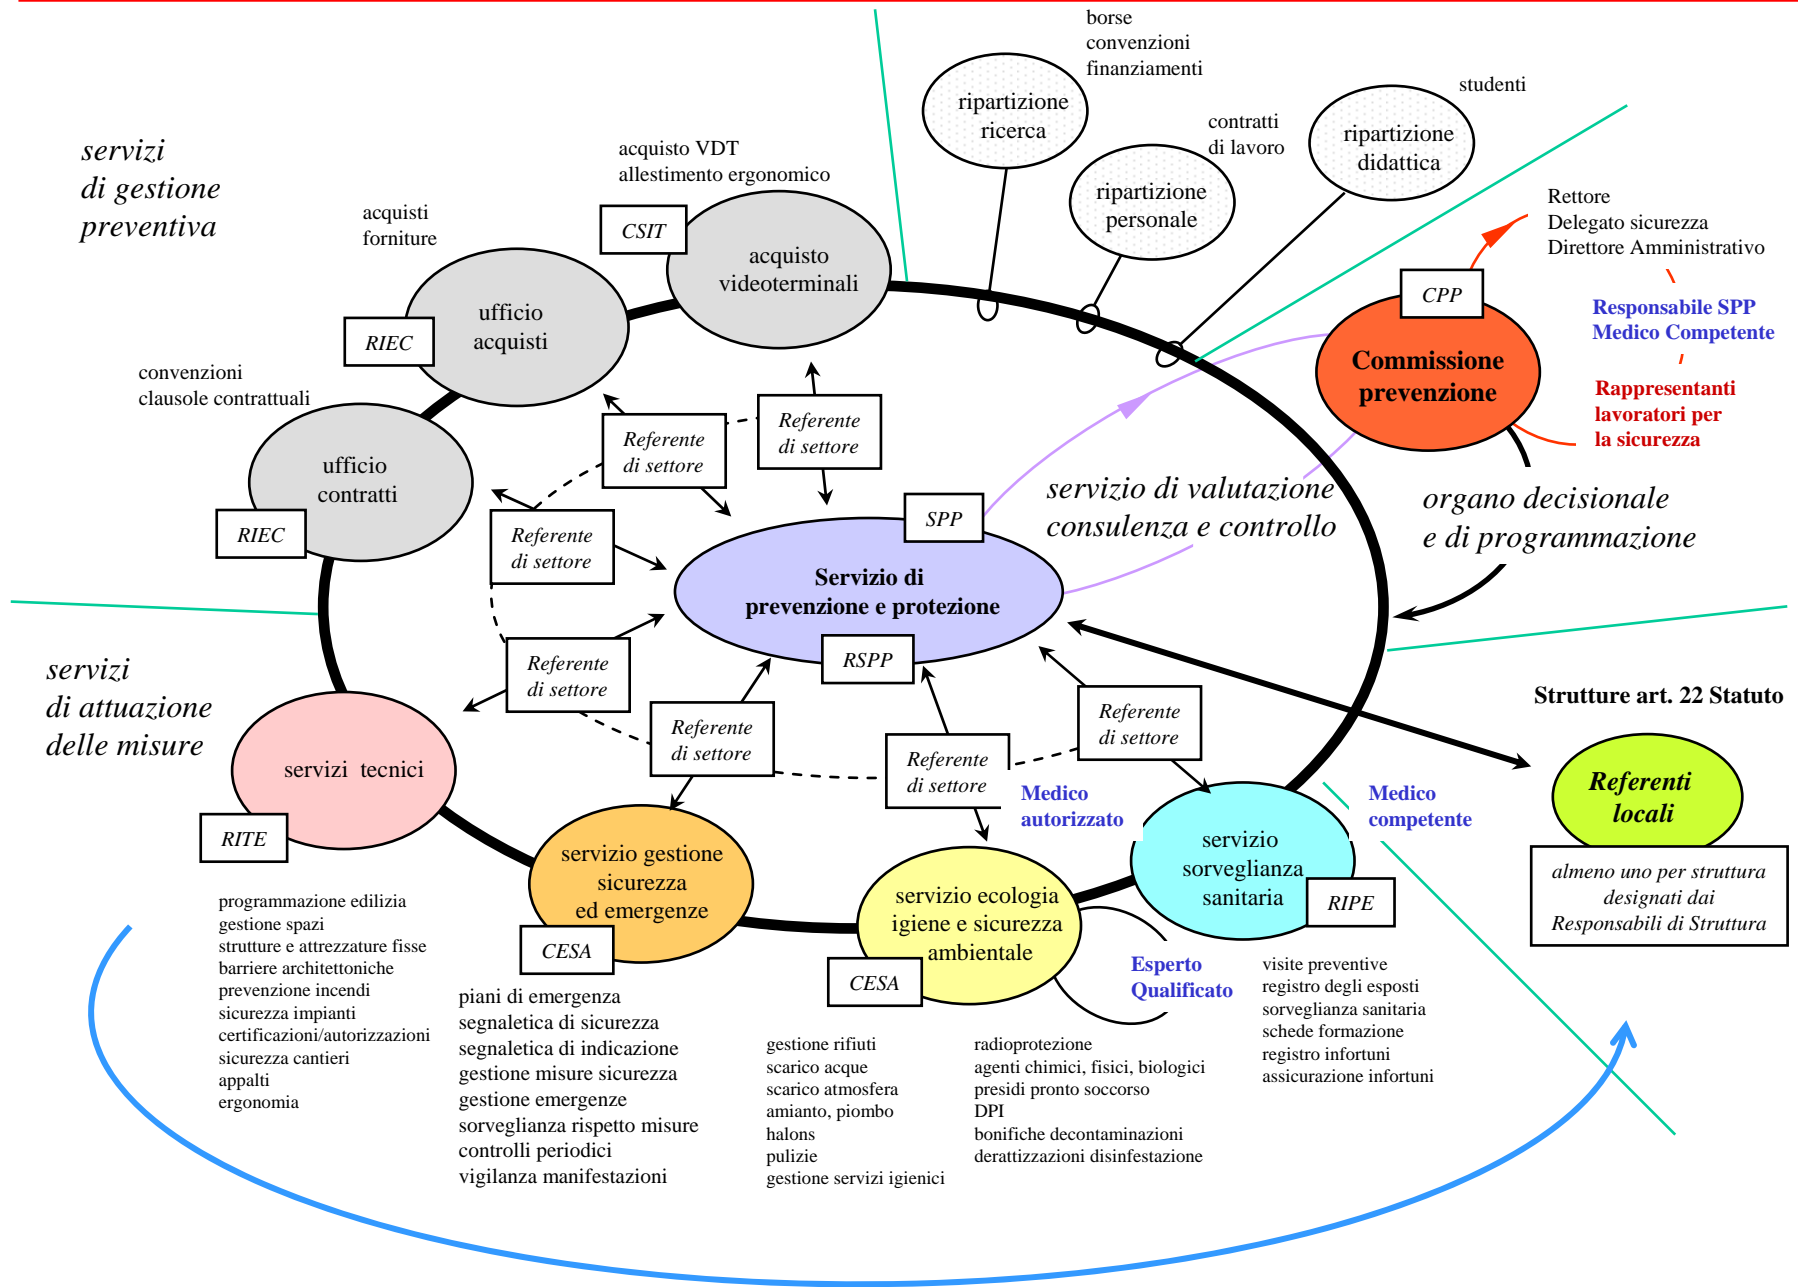 borse
convenzioni
finanziamenti
ripartizione
ricerca
contratti
di lavoro
studenti
ripartizione
personale
ripartizione
didattica
servizi
di gestione
preventiva
acquisto VDT
allestimento ergonomico
CSIT
acquisto
videoterminali
acquisti
forniture
ufficio
acquisti
RIEC
convenzioni
clausole contrattuali
ufficio
contratti
RIEC
Rettore
Delegato sicurezza
Direttore Amministrativo
CPP
Responsabile SPP
Medico Competente
Commissione
prevenzione
Rappresentanti
lavoratori per
la sicurezza
Referente
di settore
Referente
di settore
Referente
di settore
SPP
servizio di valutazione
consulenza e controllo
organo decisionale
e di programmazione
Servizio di
prevenzione e protezione
RSPP
servizi
di attuazione
delle misure
Referente
di settore
Referente
di settore
Referente
di settore
Referente
di settore
Strutture art. 22 Statuto
Referenti
locali
almeno uno per struttura
designati dai
Responsabili di Struttura
servizi tecnici
RITE
servizio gestione
sicurezza
ed emergenze
CESA
Medico
autorizzato
servizio ecologia
igiene e sicurezza
ambientale
CESA
Esperto
Qualificato
Medico
competente
servizio
sorveglianza
sanitaria
RIPE
programmazione edilizia
gestione spazi
strutture e attrezzature fisse
barriere architettoniche
prevenzione incendi
sicurezza impianti
certificazioni/autorizzazioni
sicurezza cantieri
appalti
ergonomia
piani di emergenza
segnaletica di sicurezza
segnaletica di indicazione
gestione misure sicurezza
gestione emergenze
sorveglianza rispetto misure
controlli periodici
vigilanza manifestazioni
gestione rifiuti
scarico acque
scarico atmosfera
amianto, piombo
halons
pulizie
gestione servizi igienici
radioprotezione
agenti chimici, fisici, biologici
presidi pronto soccorso
DPI
bonifiche decontaminazioni
derattizzazioni disinfestazione
visite preventive
registro degli esposti
sorveglianza sanitaria
schede formazione
registro infortuni
assicurazione infortuni